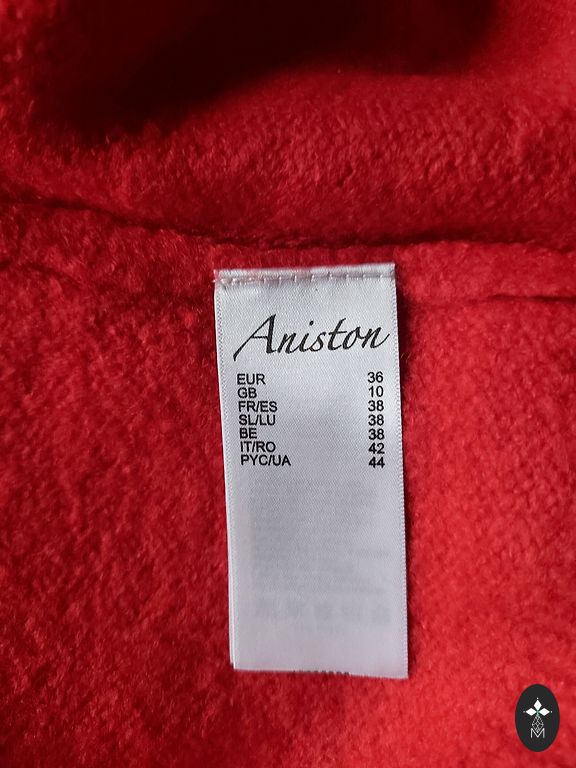 Aniston
EUR 36
GB 10
FR/ES 38
SL/LU 38
BE 38
IT/RO 42
PYC/UA 44